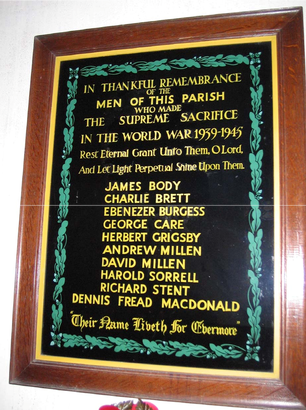 IN THANKFUL REMEMBRANCE
OF THE
MEN OF THIS PARISH
WHO MADE
THE SUPREME SACRIFICE
IN THE WORLD WAR 1939-1945
Rest Eternal Grant Unto Them, O Lord,
And Let Light Perpetual Shine Upon Them.
JAMES BODY
CHARLIE BRETT
EBENEZER BURGESS
GEORGE CARE
HERBERT GRIGSBY
ANDREW MILLEN
DAVID MILLEN
HAROLD SORRELL
RICHARD STENT
DENNIS FREAD MACDONALD
"Their Name Liveth For Evermore"